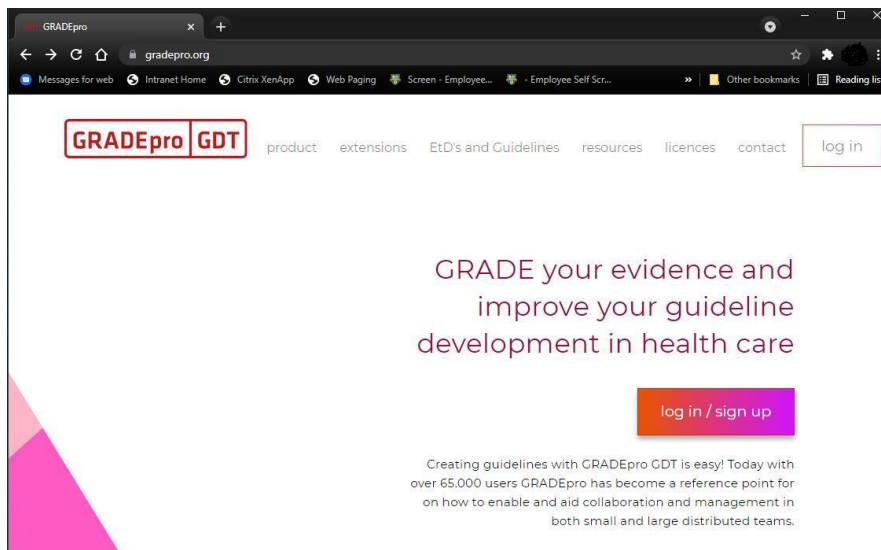 GRADEpro
gradepro.org
Messages for web Intranet Home Citrix XenApp Web Paging Screen - Employee... - Employee Self Scr... » Other bookmarks Reading lis
GRADEpro GDT product extensions EtD's and Guidelines resources licences contact log in
GRADE your evidence and
improve your guideline
development in health care
log in / sign up
Creating guidelines with GRADEpro GDT is easy! Today with
over 65.000 users GRADEpro has become a reference point for
on how to enable and aid collaboration and management in
both small and large distributed teams.